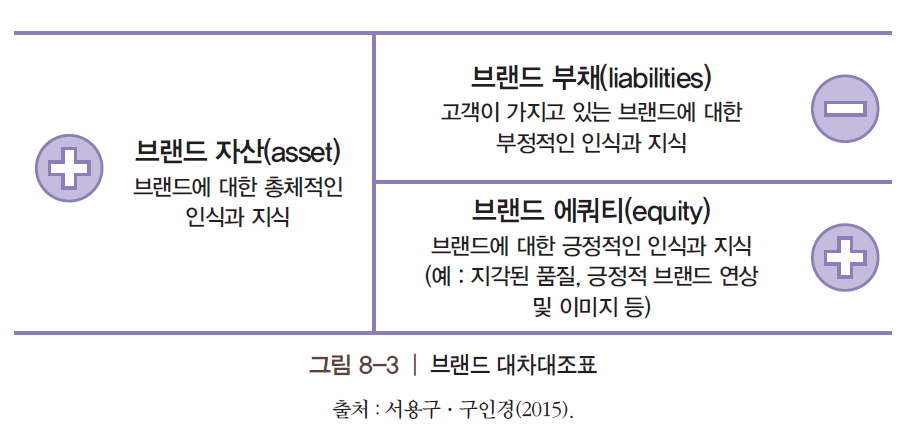 브랜드 자산(asset)
브랜드에 대한 총체적인
인식과 지식
브랜드 부채(liabilities)
고객이 가지고 있는 브랜드에 대한
부정적인 인식과 지식
브랜드 에쿼티(equity)
브랜드에 대한 긍정적인 인식과 지식
(예 : 지각된 품질, 긍정적 브랜드 연상
및 이미지 등)
그림 8-3 | 브랜드 대차대조표
출처 : 서용구 · 구인경(2015).